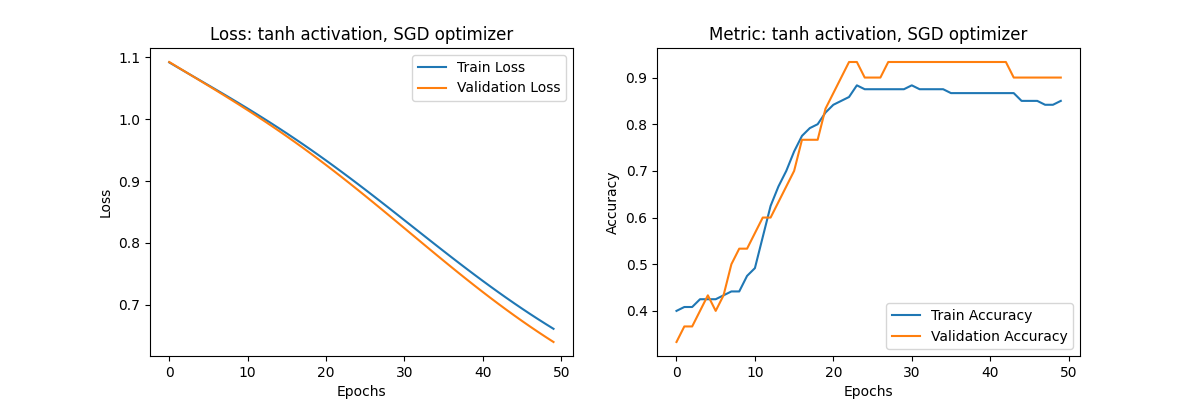 Loss: tanh activation, SGD optimizer
1.1
1.0
0.9
0.8
0.7
Loss
Train Loss
Validation Loss
0 10 20 30 40 50
Epochs
Metric: tanh activation, SGD optimizer
0.9
0.8
0.7
0.6
0.5
0.4
Accuracy
Train Accuracy
Validation Accuracy
0 10 20 30 40 50
Epochs